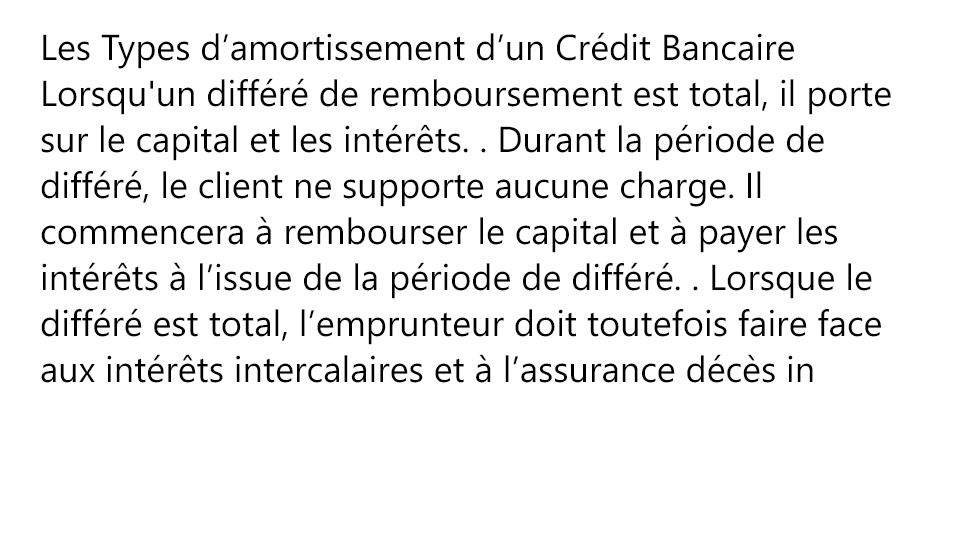 Les Types d’amortissement d’un Crédit Bancaire
Lorsqu'un différé de remboursement est total, il porte
sur le capital et les intérêts. . Durant la période de
différé, le client ne supporte aucune charge. Il
commencera à rembourser le capital et à payer les
intérêts à l’issue de la période de différé. . Lorsque le
différé est total, l’emprunteur doit toutefois faire face
aux intérêts intercalaires et à l’assurance décès in